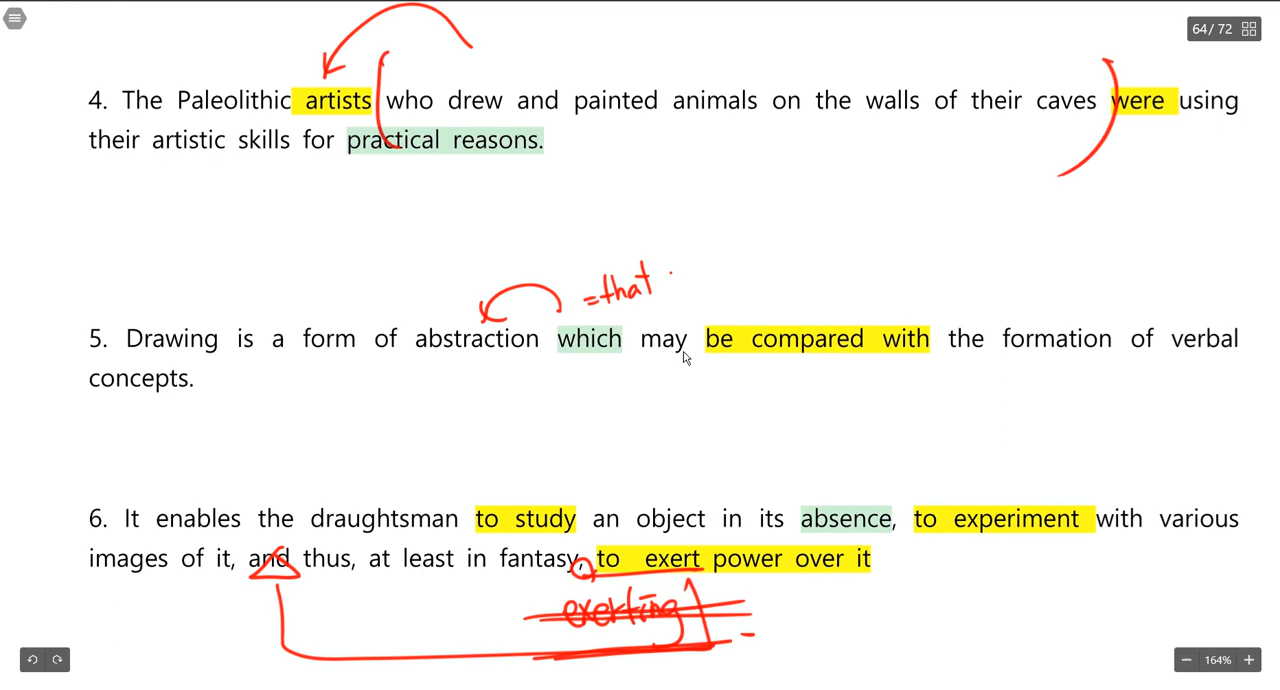 64/ 72
4. The Paleolithic artists who drew and painted animals on the walls of their caves were using
their artistic skills for practical reasons.
=that
5. Drawing is a form of abstraction which may be compared with the formation of verbal
concepts.
6. It enables the draughtsman to study an object in its absence, to experiment with various
images of it, and thus, at least in fantasy, to exert power over it
exerting
164%